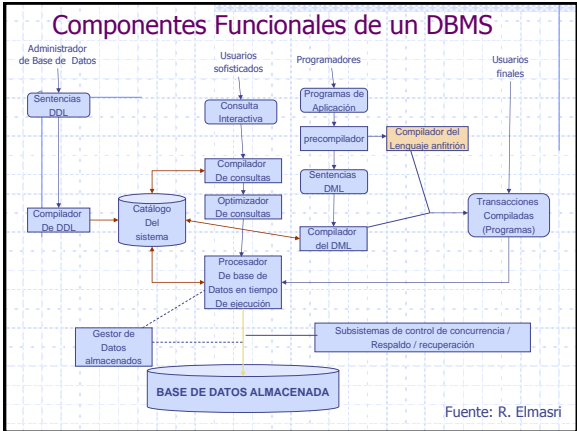 Componentes Funcionales de un DBMS
Administrador
de Base de Datos
Usuarios
sofisticados
Programadores
Usuarios
finales
Sentencias
DDL
Consulta
Interactiva
Programas de
Aplicación
precompilador
Compilador del
Lenguaje anfitrión
Compilador
De consultas
Sentencias
DML
Optimizador
De consultas
Compilador
De DDL
Catálogo
Del
sistema
Compilador
del DML
Transacciones
Compiladas
(Programas)
Procesador
De base de
Datos en tiempo
De ejecución
Gestor de
Datos
almacenados
Subsistemas de control de concurrencia /
Respaldo / recuperación
BASE DE DATOS ALMACENADA
Fuente: R. Elmasri